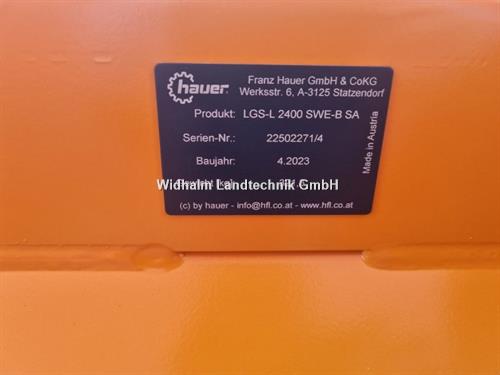 hauer
Franz Hauer GmbH & CoKG
Werksstr. 6, A-3125 Statzendorf
Produkt: LGS-L 2400 SWE-B SA
Serien-Nr.: 22502271/4
Baujahr: 4.2023
Widhalm Landtechnik GmbH
(c) by hauer - info@hfl.co.at - www.hfl.co.at
Made in Austria